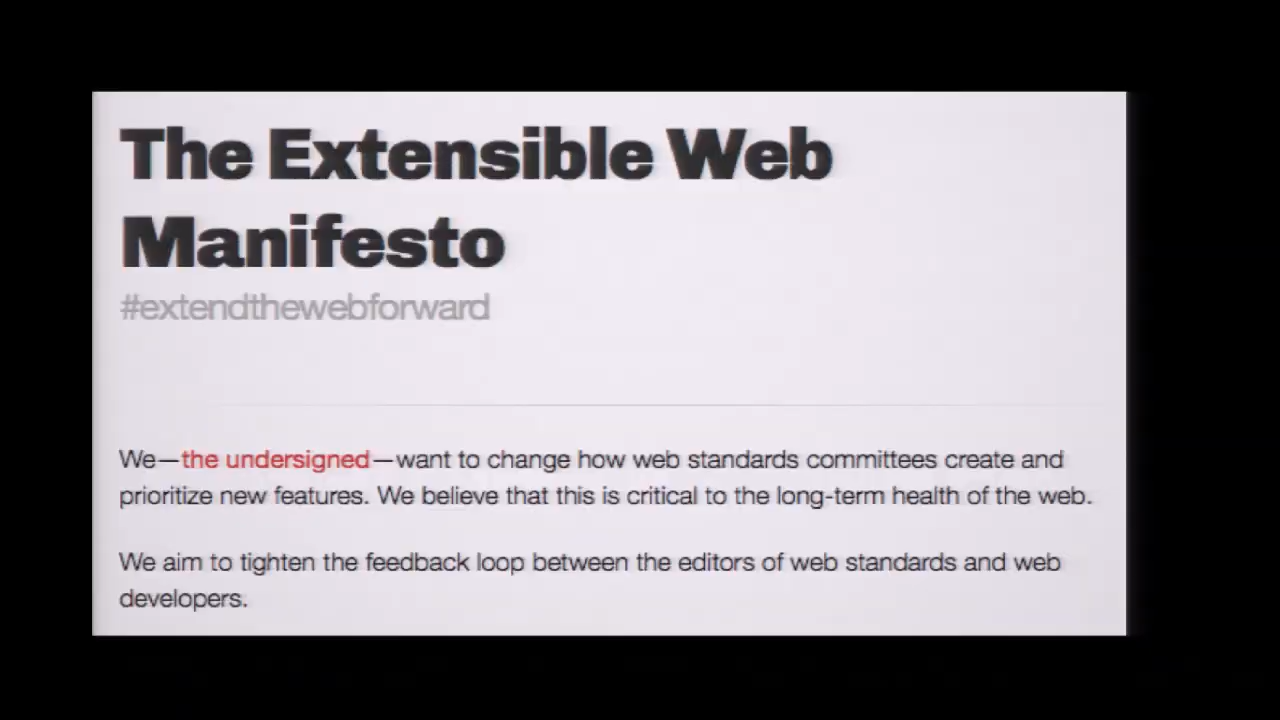 The Extensible Web
Manifesto
#extendthewebforward
We—the undersigned—want to change how web standards committees create and
prioritize new features. We believe that this is critical to the long-term health of the web.
We aim to tighten the feedback loop between the editors of web standards and web
developers.